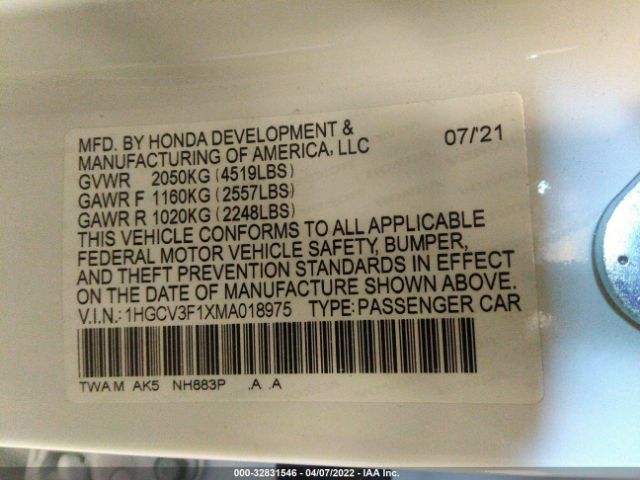 MFD. BY HONDA DEVELOPMENT & 07/'21
MANUFACTURING OF AMERICA, LLC
GVWR 2050KG (4519LBS)
GAWR F 1160KG (2557LBS)
GAWR R 1020KG (2248LBS)
THIS VEHICLE CONFORMS TO ALL APPLICABLE
FEDERAL MOTOR VEHICLE SAFETY, BUMPER,
AND THEFT PREVENTION STANDARDS IN EFFECT
ON THE DATE OF MANUFACTURE SHOWN ABOVE.
V.I.N.: 1HGCV3F1XMA018975 TYPE: PASSENGER CAR
TWA M AK5 NH883P .A .A
000-32831546 - 04/07/2022 - IAA Inc.